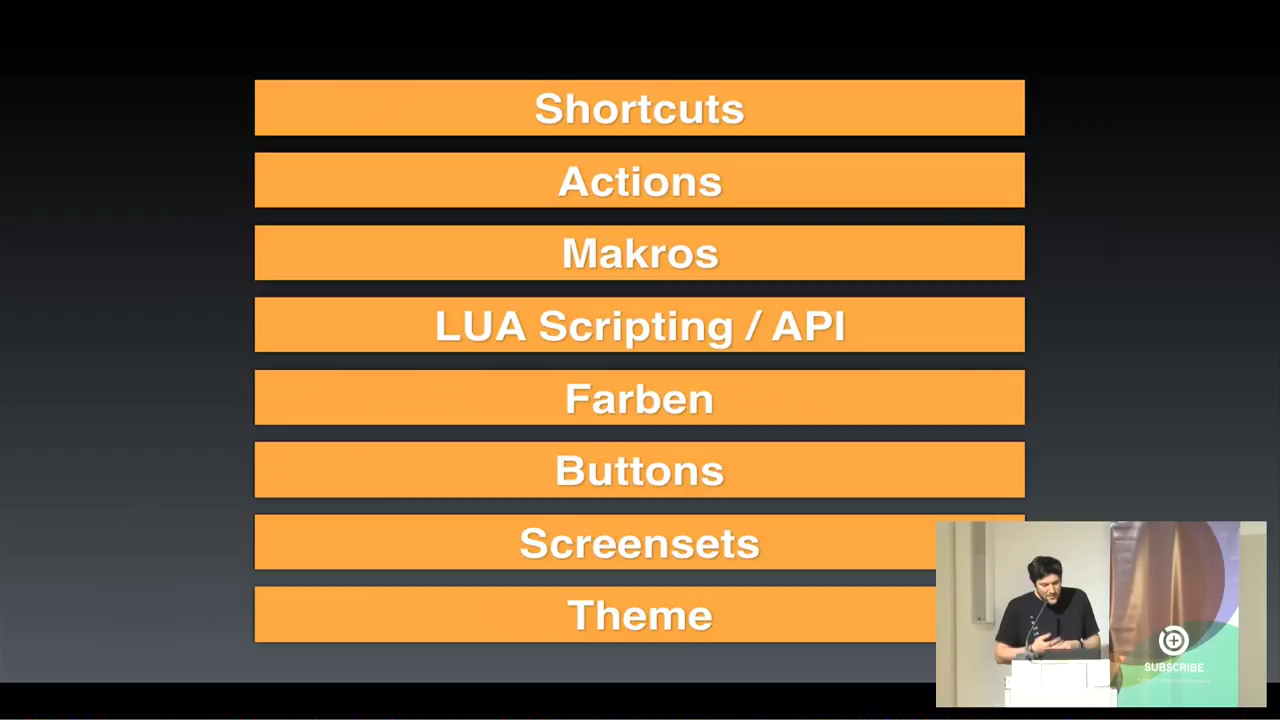 Shortcuts
Actions
Makros
LUA Scripting / API
Farben
Buttons
Screensets
Theme
SUBSCRIBE